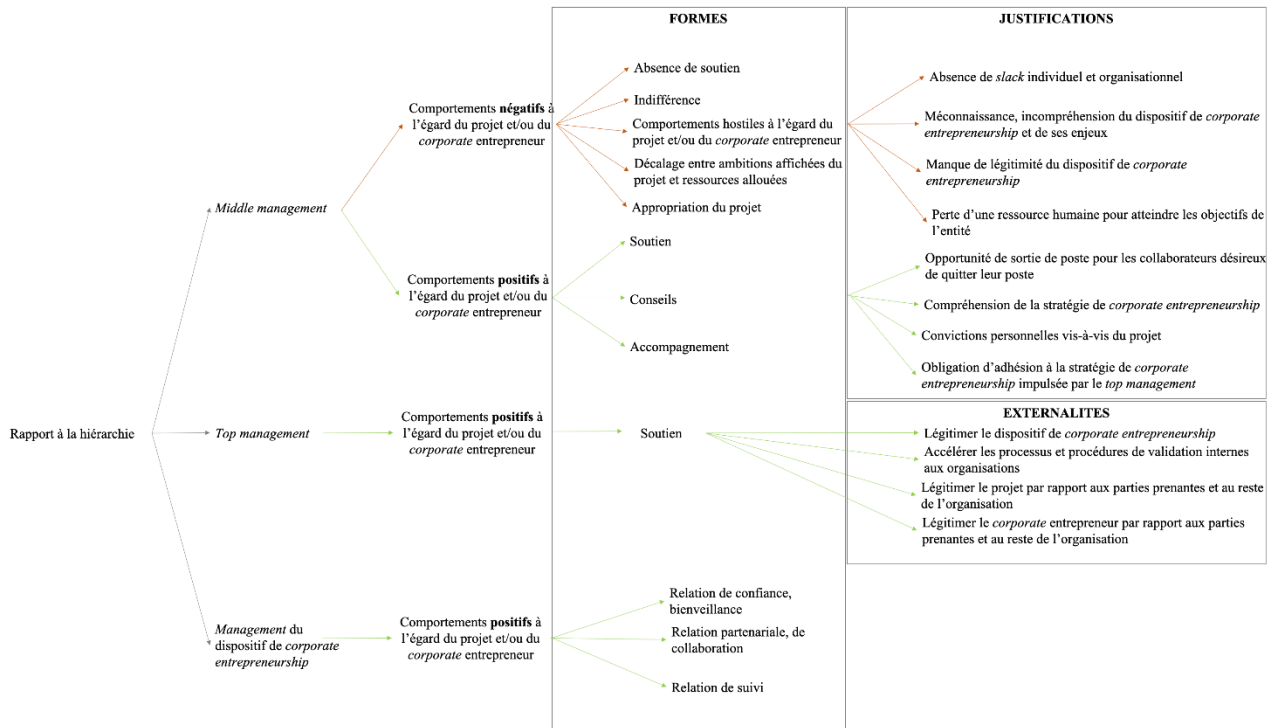 FORMES
JUSTIFICATIONS
Rapport à la hiérarchie
Middle management
Comportements négatifs à
l'égard du projet et/ou du
corporate entrepreneur
Absence de soutien
Indifférence
Comportements hostiles à l'égard du
projet et/ou du corporate entrepreneur
Décalage entre ambitions affichées du
projet et ressources allouées
Appropriation du projet
Absence de slack individuel et organisationnel
Méconnaissance, incompréhension du dispositif de corporate
entrepreneurship et de ses enjeux
Manque de légitimité du dispositif de corporate
entrepreneurship
Perte d'une ressource humaine pour atteindre les objectifs de
l'entité
Comportements positifs à
l'égard du projet et/ou du
corporate entrepreneur
Soutien
Conseils
Accompagnement
Opportunité de sortie de poste pour les collaborateurs désireux
de quitter leur poste
Compréhension de la stratégie de corporate entrepreneurship
Convictions personnelles vis-à-vis du projet
Obligation d'adhésion à la stratégie de corporate
entrepreneurship impulsée par le top management
Top management
Comportements positifs à
l'égard du projet et/ou du
corporate entrepreneur
Soutien
EXTERNALITES
Légitimer le dispositif de corporate entrepreneurship
Accélérer les processus et procédures de validation internes
aux organisations
Légitimer le projet par rapport aux parties prenantes et au reste
de l'organisation
Légitimer le corporate entrepreneur par rapport aux parties
prenantes et au reste de l'organisation
Management du
dispositif de corporate
entrepreneurship
Comportements positifs à
l'égard du projet et/ou du
corporate entrepreneur
Relation de confiance,
bienveillance
Relation partenariale, de
collaboration
Relation de suivi